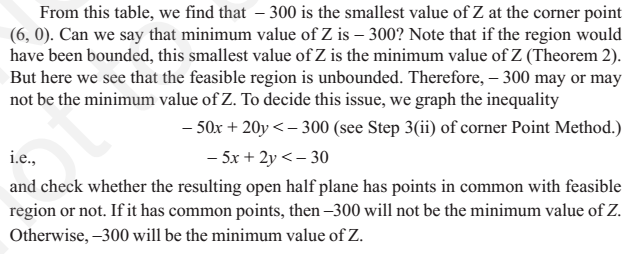 From this table, we find that – 300 is the smallest value of Z at the corner point
(6, 0). Can we say that minimum value of Z is – 300? Note that if the region would
have been bounded, this smallest value of Z is the minimum value of Z (Theorem 2).
But here we see that the feasible region is unbounded. Therefore, – 300 may or may
not be the minimum value of Z. To decide this issue, we graph the inequality
– 50x + 20y < – 300 (see Step 3(ii) of corner Point Method.)
i.e., – 5x + 2y < – 30
and check whether the resulting open half plane has points in common with feasible
region or not. If it has common points, then –300 will not be the minimum value of Z.
Otherwise, –300 will be the minimum value of Z.